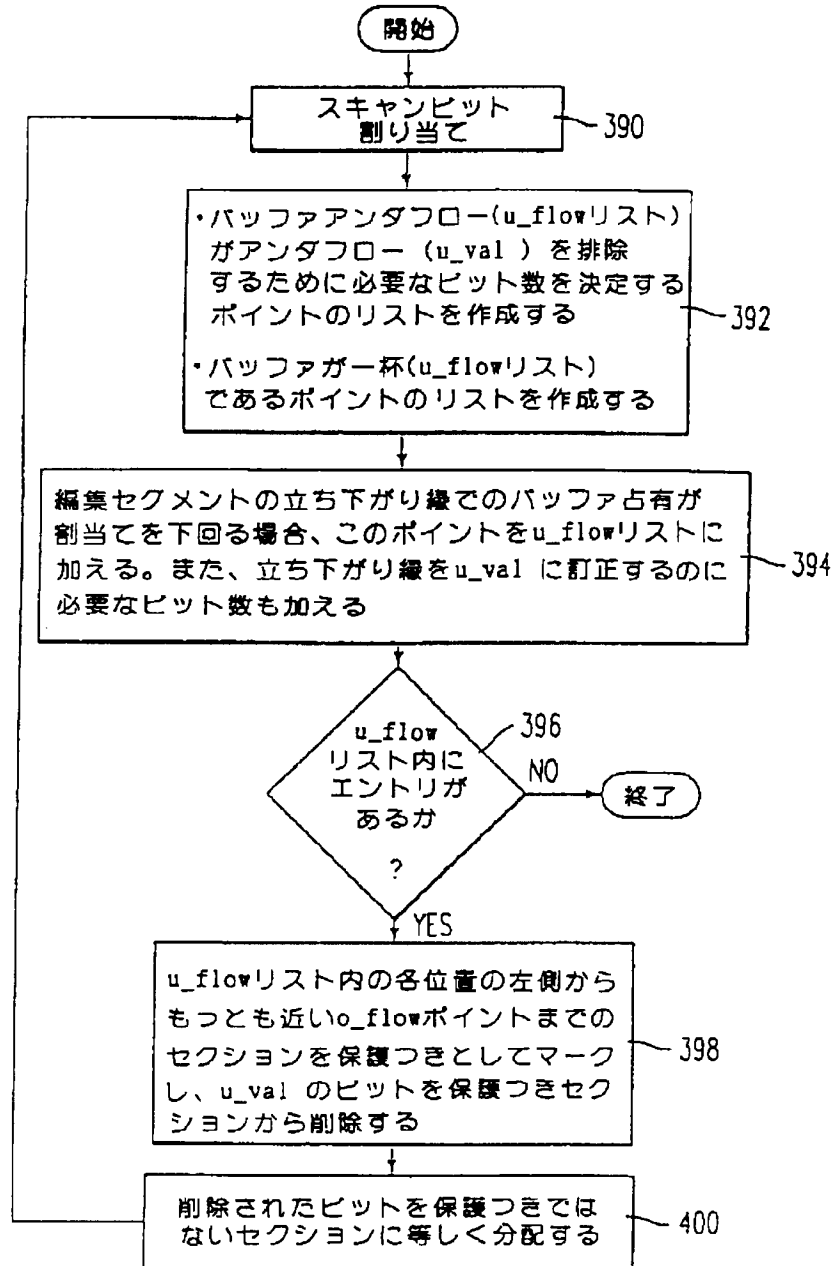 開始
スキャンビット
割り当て
390
・バッファアンダフロー(u_flowリスト)
がアンダフロー (u_val ) を排除
するために必要なビット数を決定する
ポイントのリストを作成する
・バッファが一杯(u_flowリスト)
であるポイントのリストを作成する
392
編集セグメントの立ち下がり縁でのバッファ占有が
割当てを下回る場合、このポイントをu_flowリストに
加える。また、立ち下がり縁をu_val に訂正するのに
必要なビット数も加える
394
u_flow
リスト内に
エントリが
あるか
?
396
NO
終了
YES
u_flowリスト内の各位置の左側から
もっとも近いo_flowポイントまでの
セクションを保護つきとしてマーク
し、u_val のビットを保護つきセク
ションから削除する
398
削除されたビットを保護つきでは
ないセクションに等しく分配する
400